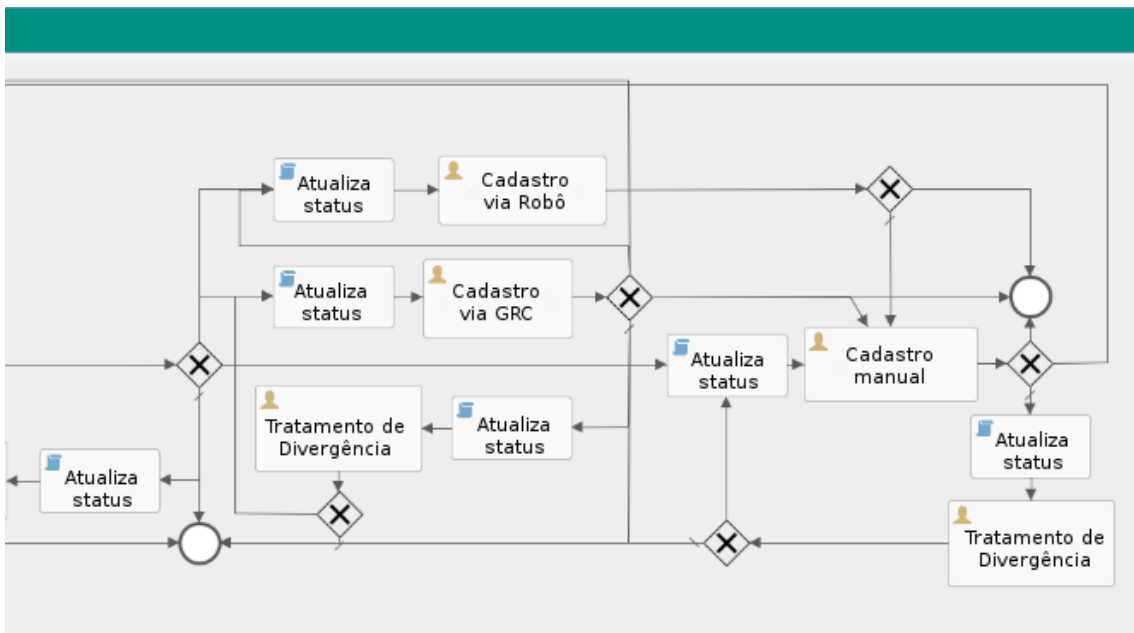 Atualiza
status
Cadastro
via Robô
Atualiza
status
Cadastro
via GRC
Atualiza
status
Cadastro
manual
Tratamento de
Divergência
Atualiza
status
Atualiza
status
Atualiza
status
Tratamento de
Divergência